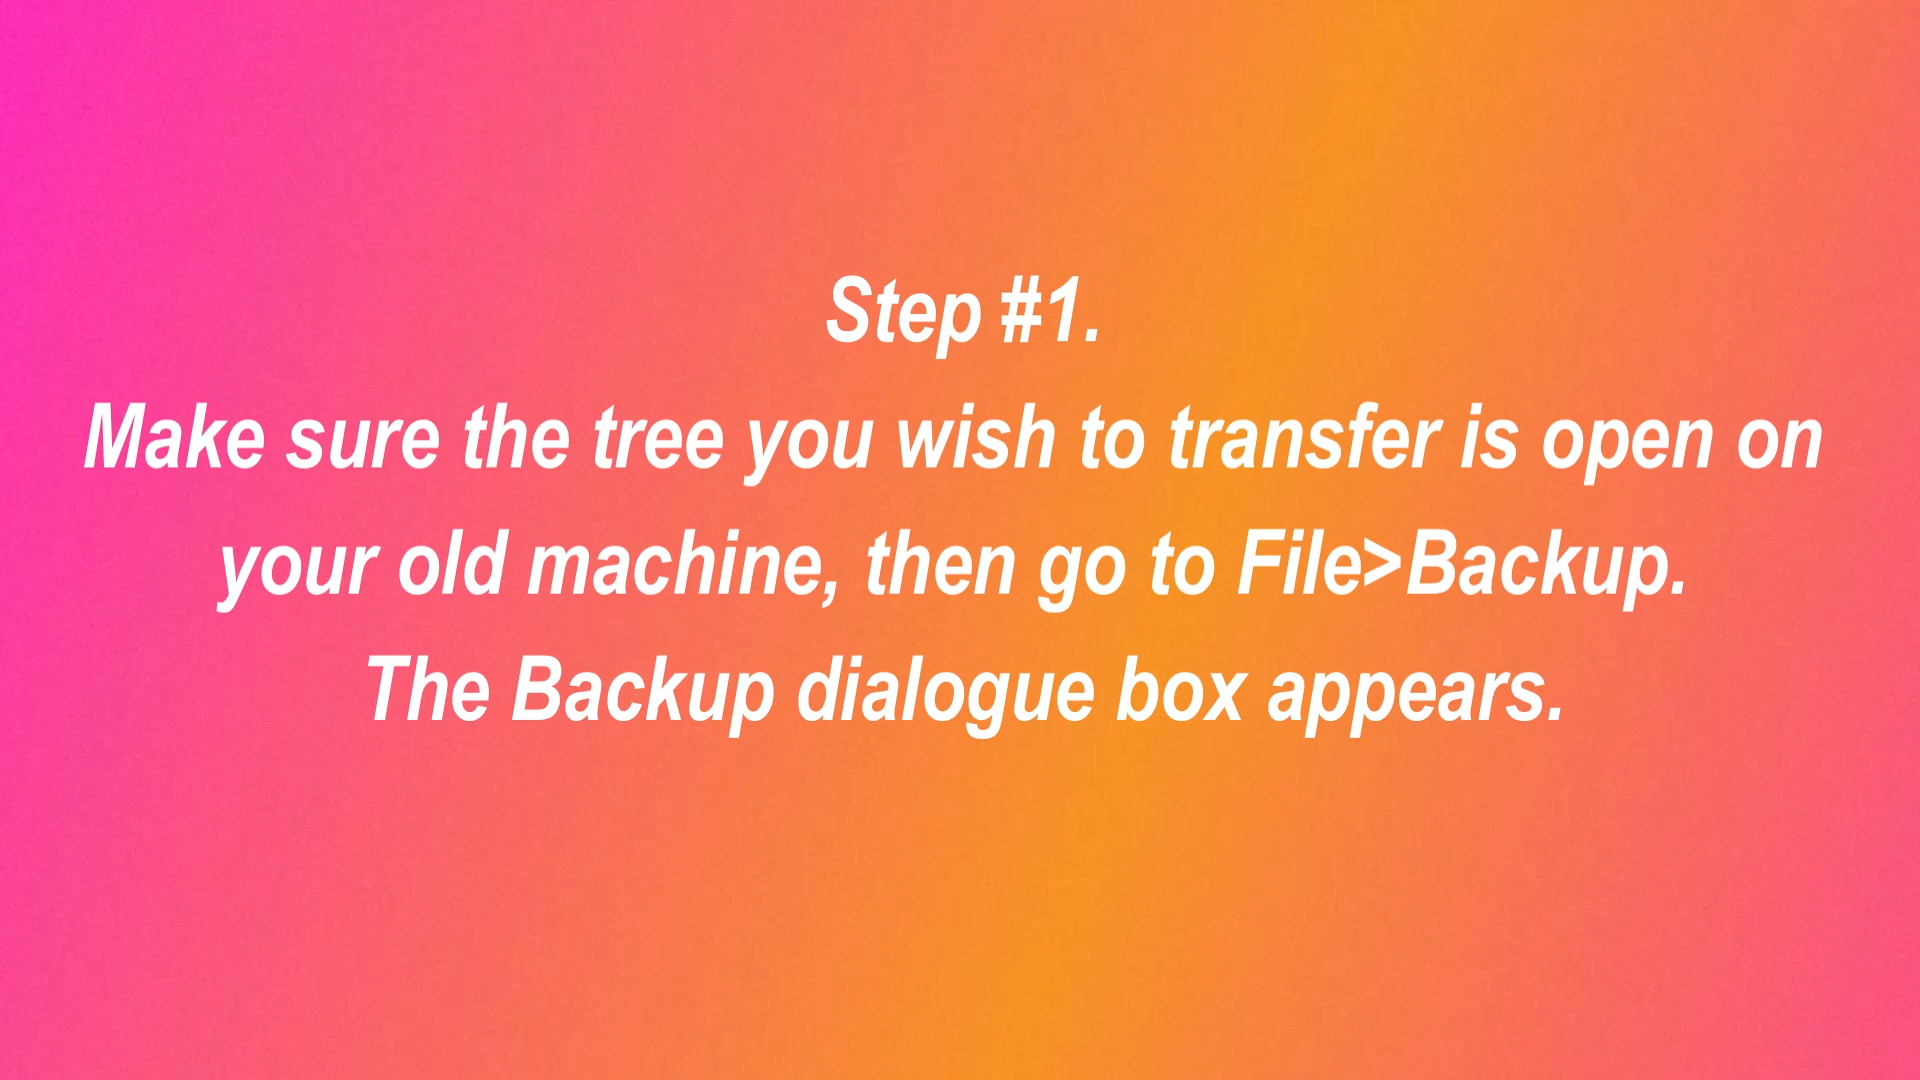 Step #1.
Make sure the tree you wish to transfer is open on
your old machine, then go to File>Backup.
The Backup dialogue box appears.